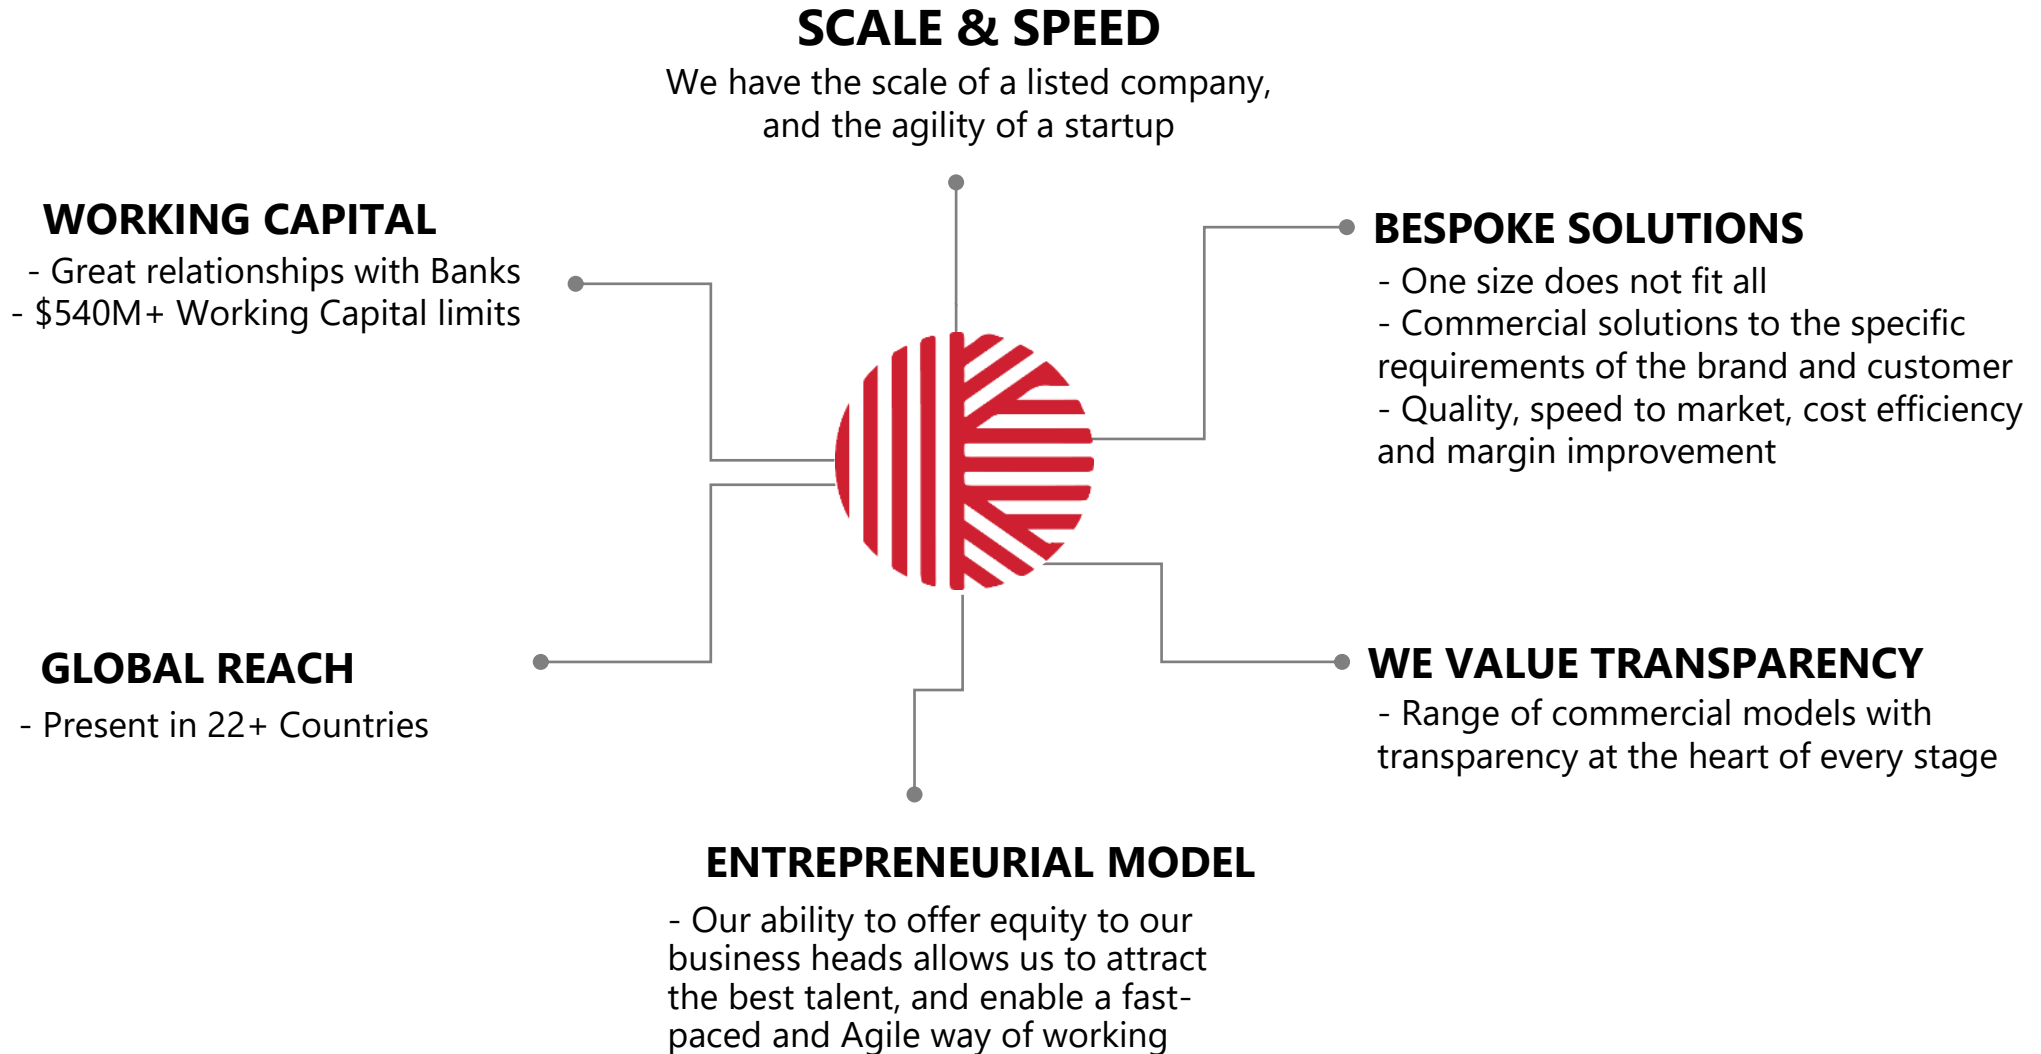 SCALE & SPEED
We have the scale of a listed company,
and the agility of a startup
WORKING CAPITAL
- Great relationships with Banks
- $540M+ Working Capital limits
BESPOKE SOLUTIONS
- One size does not fit all
- Commercial solutions to the specific
requirements of the brand and customer
- Quality, speed to market, cost efficiency
and margin improvement
GLOBAL REACH
- Present in 22+ Countries
WE VALUE TRANSPARENCY
- Range of commercial models with
transparency at the heart of every stage
ENTREPRENEURIAL MODEL
- Our ability to offer equity to our
business heads allows us to attract
the best talent, and enable a fast-
paced and Agile way of working